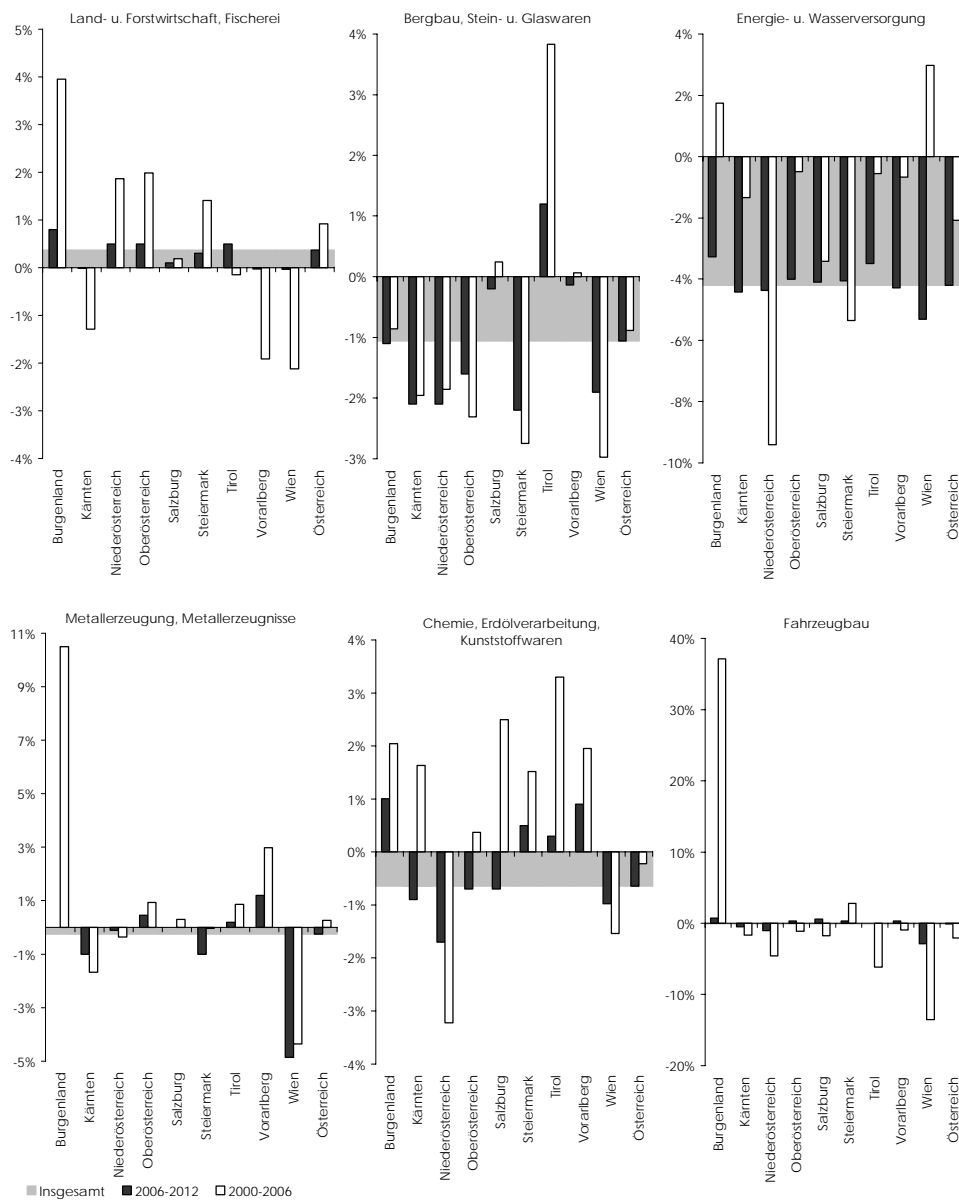 Land- u. Forstwirtschaft, Fischerei
5%
4%
3%
2%
1%
0%
-1%
-2%
-3%
-4%
Burgenland
Kärnten
Niederösterreich
Oberösterreich
Salzburg
Steiermark
Tirol
Vorarlberg
Wien
Österreich
Bergbau, Stein- u. Glaswaren
4%
3%
2%
1%
0%
-1%
-2%
-3%
Burgenland
Kärnten
Niederösterreich
Oberösterreich
Salzburg
Steiermark
Tirol
Vorarlberg
Wien
Österreich
Energie- u. Wasserversorgung
4%
2%
0%
-2%
-4%
-6%
-8%
-10%
Burgenland
Kärnten
Niederösterreich
Oberösterreich
Salzburg
Steiermark
Tirol
Vorarlberg
Wien
Österreich
Metallerzeugung, Metallerzeugnisse
11%
9%
7%
5%
3%
1%
-1%
-3%
-5%
Burgenland
Kärnten
Niederösterreich
Oberösterreich
Salzburg
Steiermark
Tirol
Vorarlberg
Wien
Österreich
Chemie, Erdölverarbeitung,
Kunststoffwaren
4%
3%
2%
1%
0%
-1%
-2%
-3%
-4%
Burgenland
Kärnten
Niederösterreich
Oberösterreich
Salzburg
Steiermark
Tirol
Vorarlberg
Wien
Österreich
Fahrzeugbau
40%
30%
20%
10%
0%
-10%
-20%
Burgenland
Kärnten
Niederösterreich
Oberösterreich
Salzburg
Steiermark
Tirol
Vorarlberg
Wien
Österreich
Insgesamt 2006-2012 2000-2006